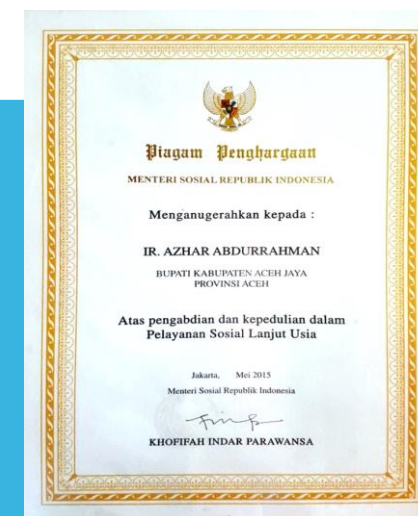 Piagam Penghargaan
MENTERI SOSIAL REPUBLIK INDONESIA
Menganugerahkan kepada :
IR. AZHAR ABDURRAHMAN
BUPATI KABUPATEN ACEH JAYA
PROVINSI ACEH
Atas pengabdian dan kepedulian dalam
Pelayanan Sosial Lanjut Usia
Jakarta, Mei 2015
Menteri Sosial Republik Indonesia
KHOFIFAH INDAR PARAWANSA